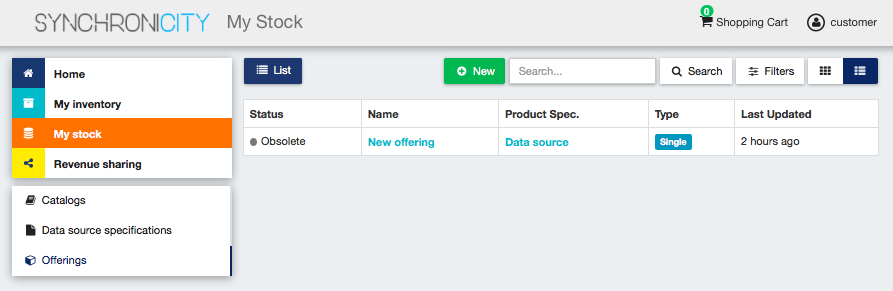 SYNCHRONICITY My Stock 0 Shopping Cart customer
Home
My inventory
My stock
Revenue sharing
Catalogs
Data source specifications
Offerings
List New Search... Search Filters
Status Name Product Spec. Type Last Updated
Obsolete New offering Data source Single 2 hours ago